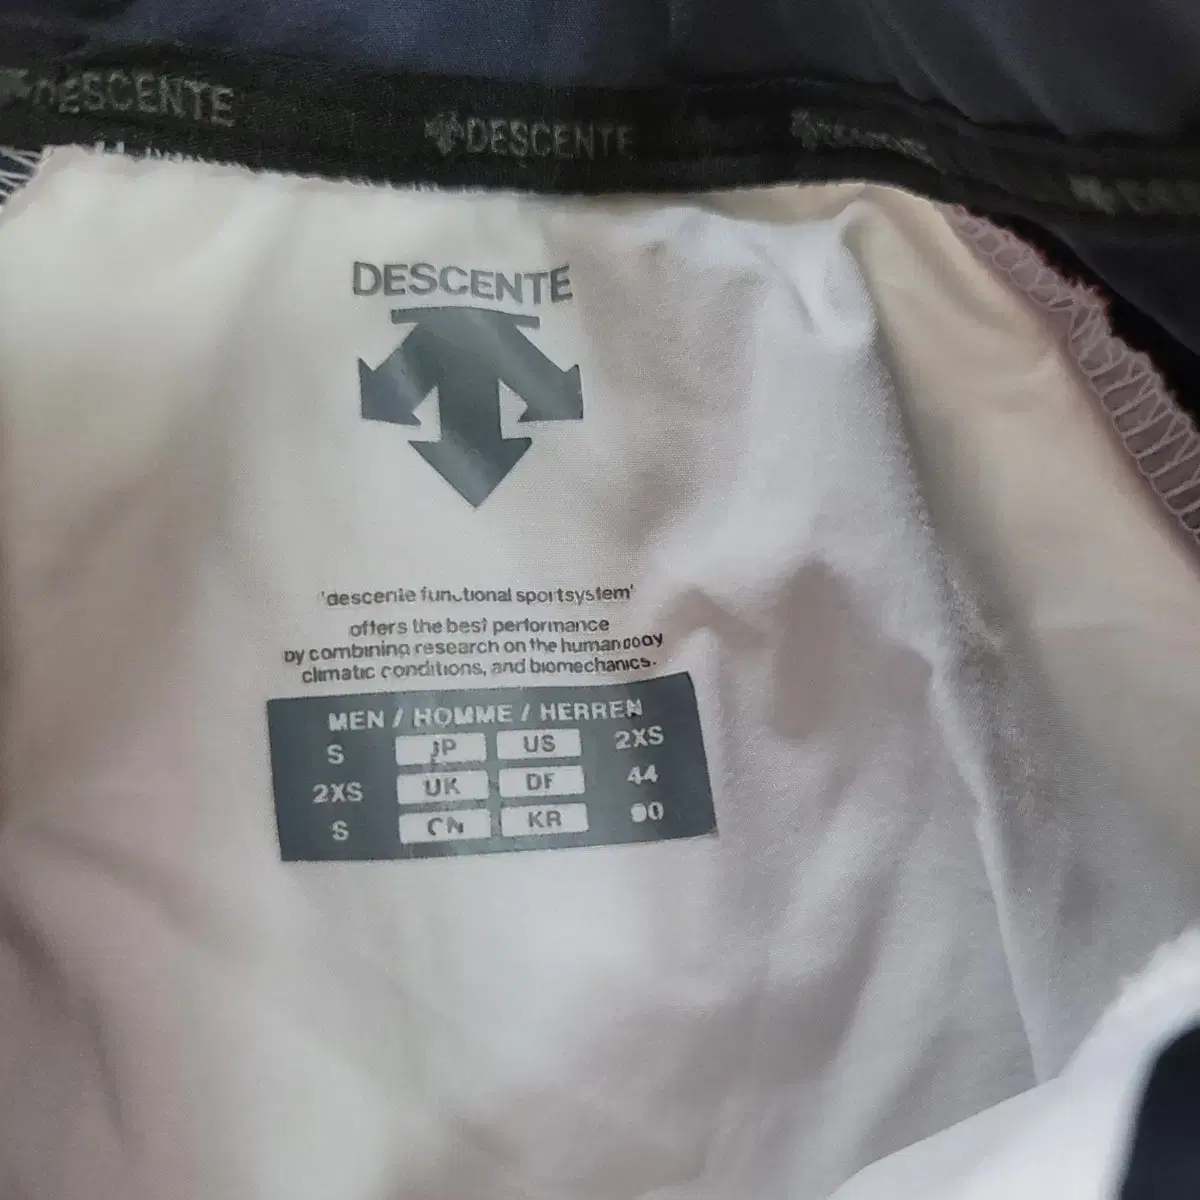 DESCENTE DESCENTE DESCENTE
DESCENTE
'descente functional sportsystem'
offers the best performance
by combining research on the human body
climatic conditions, and biomechanics.
MEN / HOMME / HERREN
S JP US 2XS
2XS UK DE 44
S CN KR 90